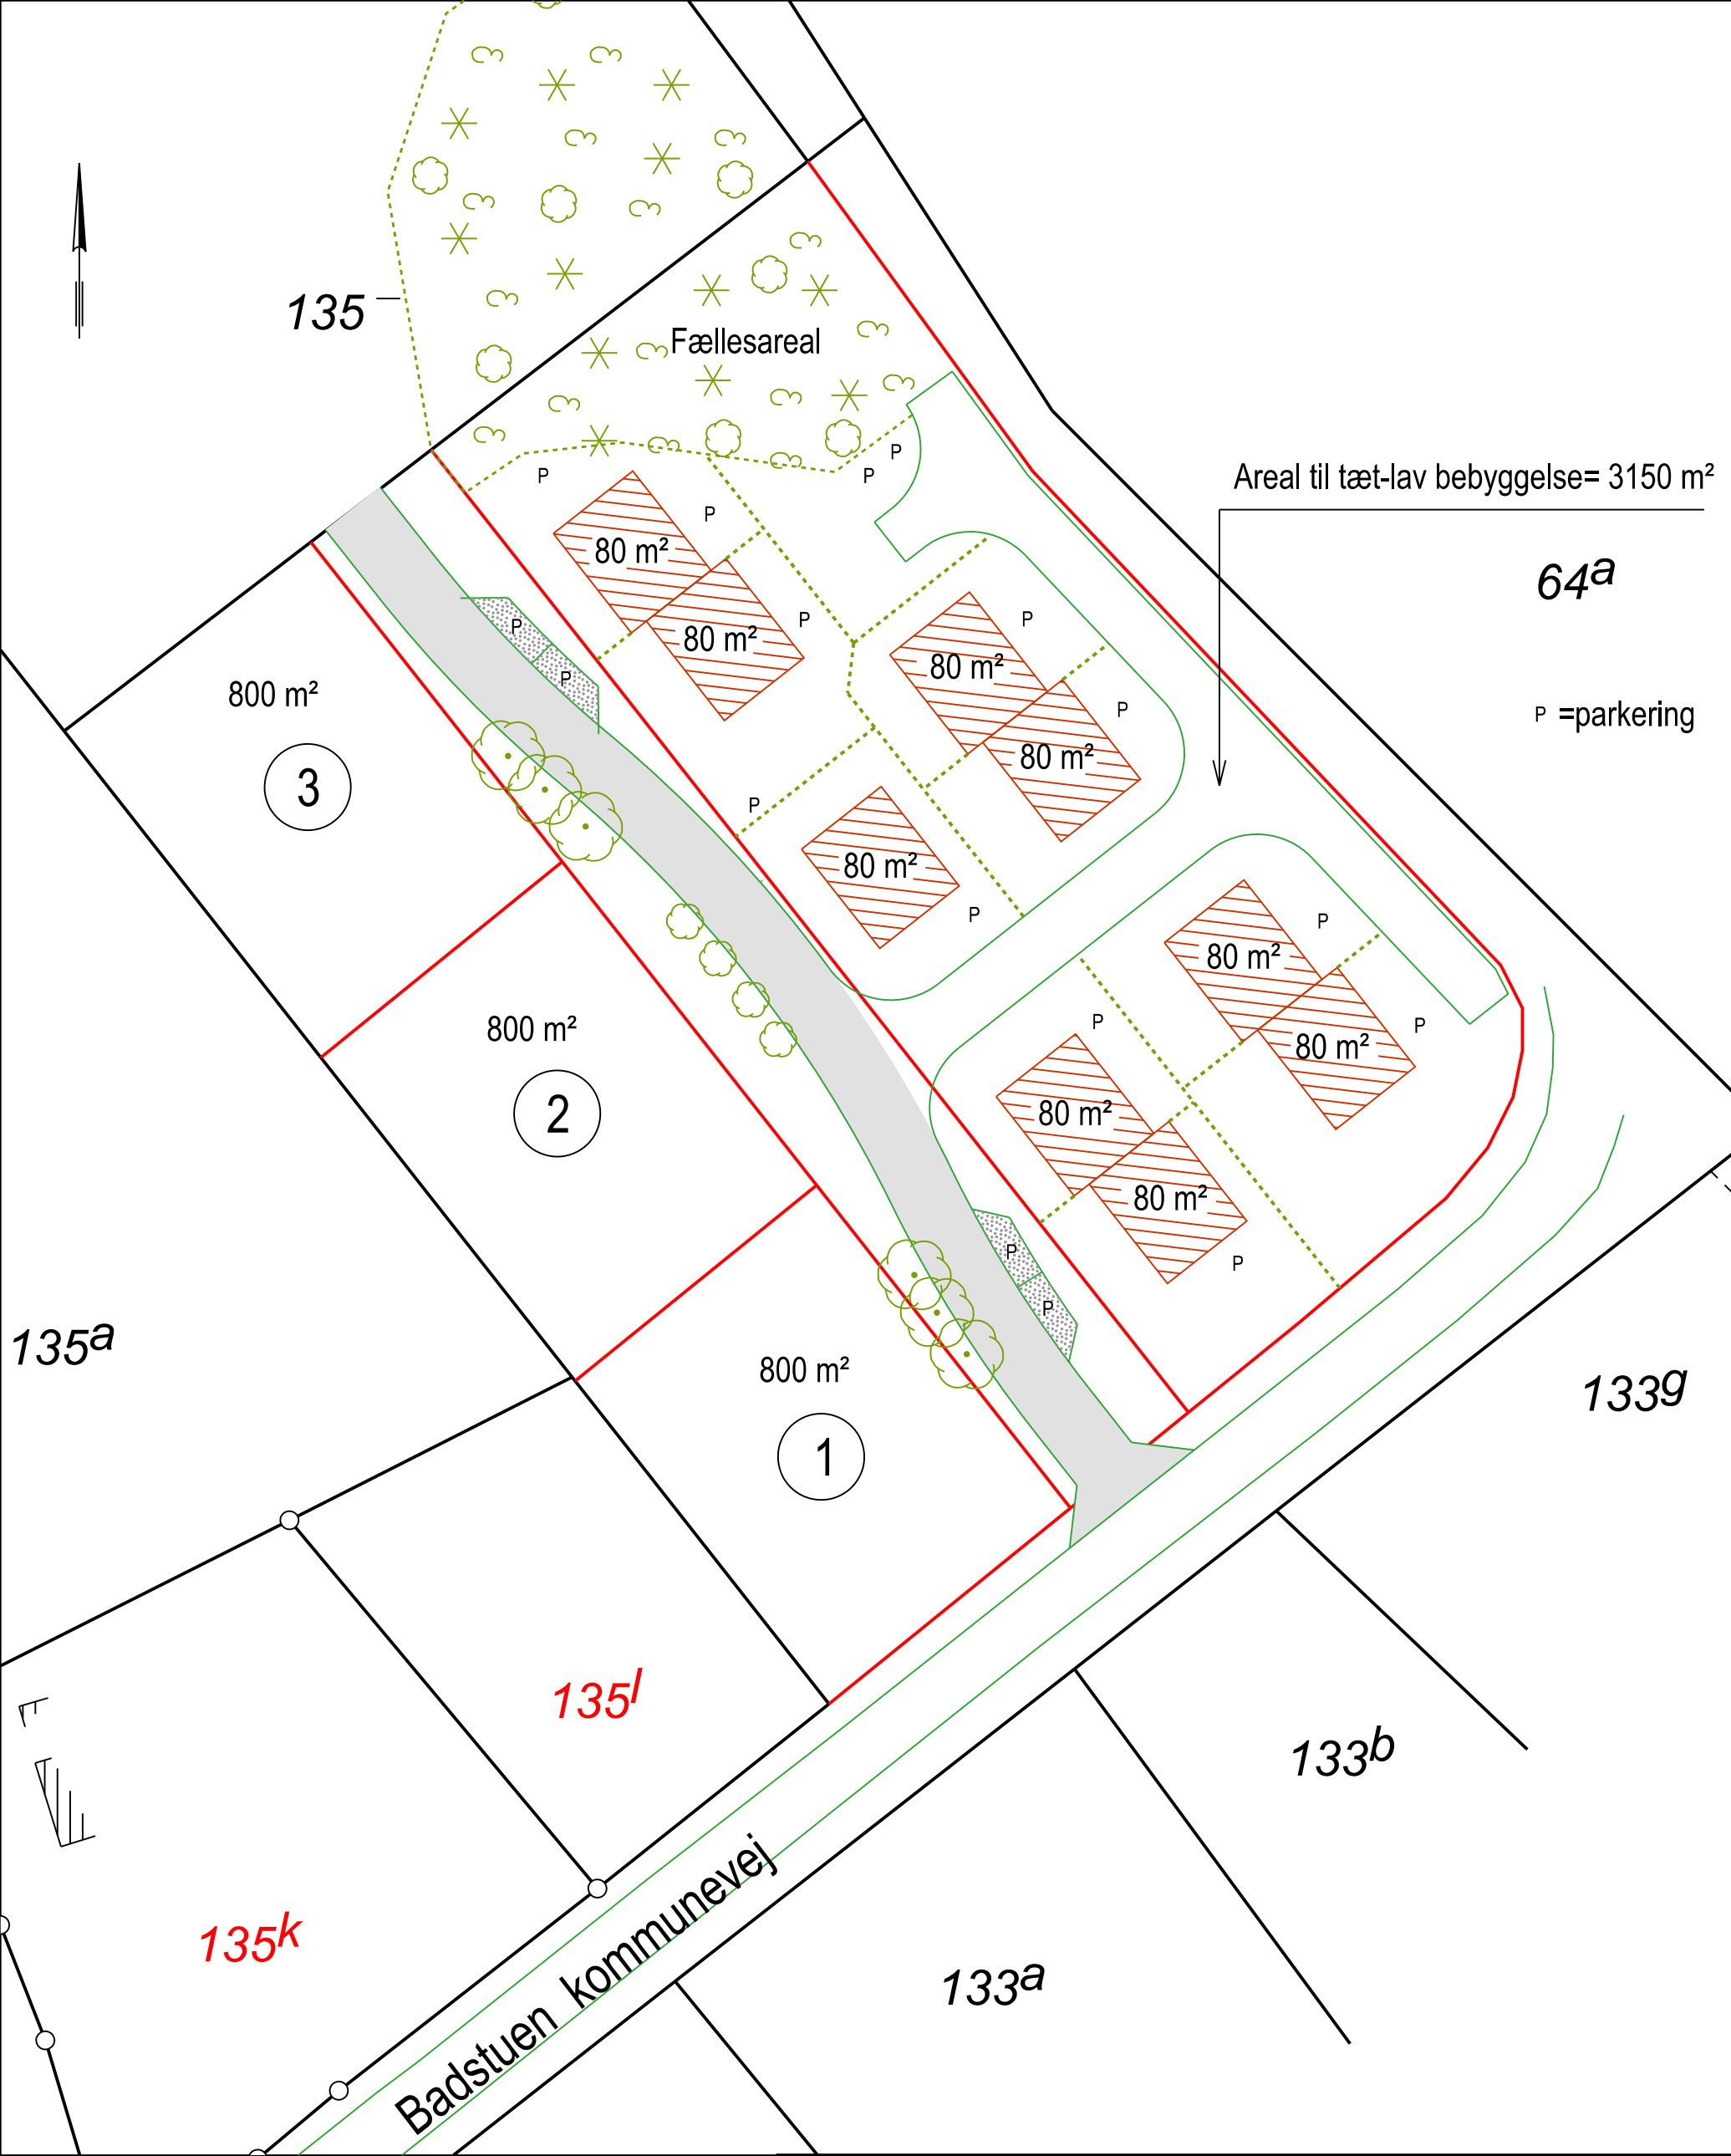 135
Fællesareal
P
P
P
Areal til tæt-lav bebyggelse= 3150 m²
P
80 m²
64a
P
P
P
80 m²
80 m²
P
800 m²
P
P =parkering
3
80 m²
P
80 m²
P
P
80 m²
P
800 m²
P
80 m²
2
80 m²
80 m²
P
P
P
135a
800 m²
133g
1
135l
133b
135k
133a
Badstuen kommunevej